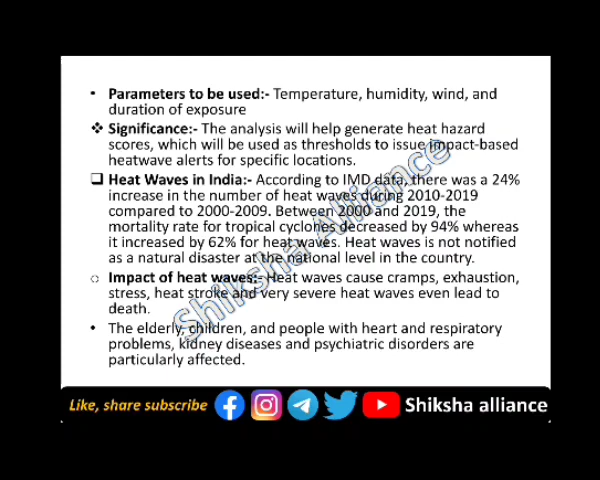 • Parameters to be used:- Temperature, humidity, wind, and
duration of exposure
❖ Significance:- The analysis will help generate heat hazard
scores, which will be used as thresholds to issue impact-based
heatwave alerts for specific locations.
❑ Heat Waves in India:- According to IMD data, there was a 24%
increase in the number of heat waves during 2010-2019
compared to 2000-2009. Between 2000 and 2019, the
mortality rate for tropical cyclones decreased by 94% whereas
it increased by 62% for heat waves. Heat waves is not notified
as a natural disaster at the national level in the country.
○ Impact of heat waves:- Heat waves cause cramps, exhaustion,
stress, heat stroke and very severe heat waves even lead to
death.
• The elderly, children, and people with heart and respiratory
problems, kidney diseases and psychiatric disorders are
particularly affected.
Shiksha Alliance
Like, share subscribe Shiksha alliance